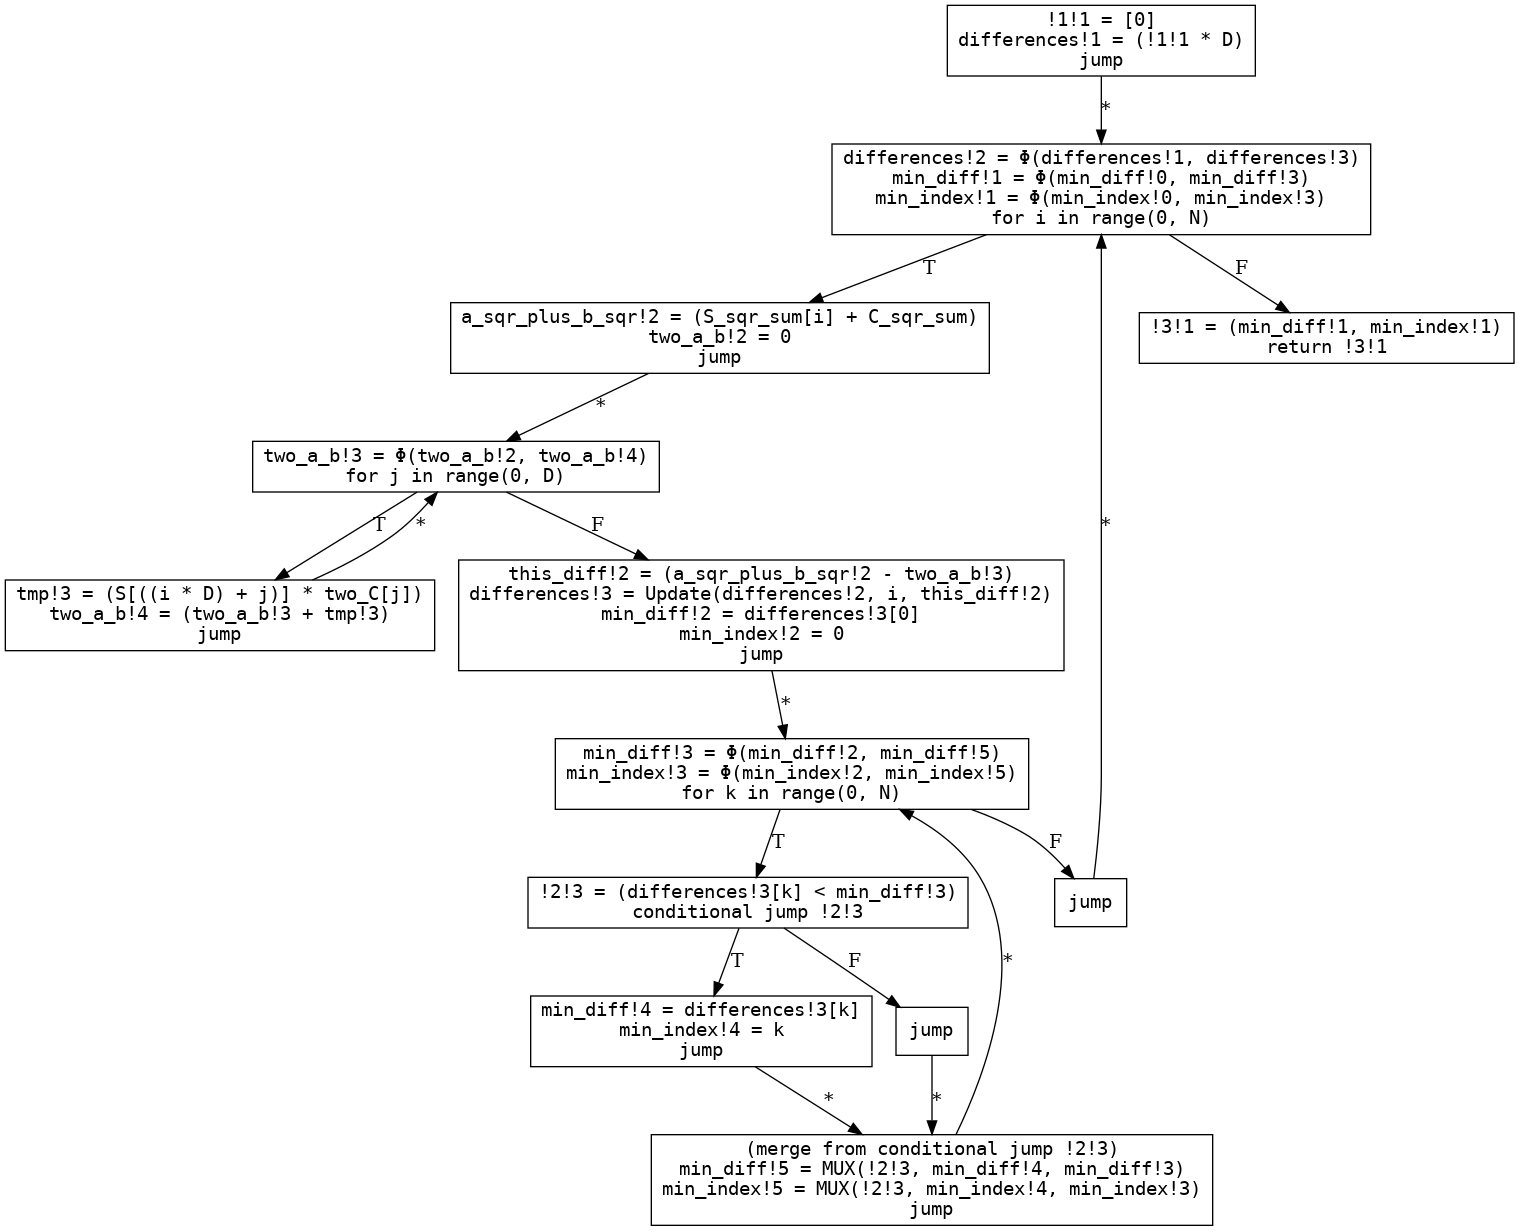 !1!1 = [0]
differences!1 = (!1!1 * D)
jump
*
differences!2 = Φ(differences!1, differences!3)
min_diff!1 = Φ(min_diff!0, min_diff!3)
min_index!1 = Φ(min_index!0, min_index!3)
for i in range(0, N)
T
F
a_sqr_plus_b_sqr!2 = (S_sqr_sum[i] + C_sqr_sum)
two_a_b!2 = 0
jump
!3!1 = (min_diff!1, min_index!1)
return !3!1
*
two_a_b!3 = Φ(two_a_b!2, two_a_b!4)
for j in range(0, D)
T
*
F
*
tmp!3 = (S[((i * D) + j)] * two_C[j])
two_a_b!4 = (two_a_b!3 + tmp!3)
jump
this_diff!2 = (a_sqr_plus_b_sqr!2 - two_a_b!3)
differences!3 = Update(differences!2, i, this_diff!2)
min_diff!2 = differences!3[0]
min_index!2 = 0
jump
*
min_diff!3 = Φ(min_diff!2, min_diff!5)
min_index!3 = Φ(min_index!2, min_index!5)
for k in range(0, N)
T
F
!2!3 = (differences!3[k] < min_diff!3)
conditional jump !2!3
jump
T
F
*
min_diff!4 = differences!3[k]
min_index!4 = k
jump
jump
*
*
(merge from conditional jump !2!3)
min_diff!5 = MUX(!2!3, min_diff!4, min_diff!3)
min_index!5 = MUX(!2!3, min_index!4, min_index!3)
jump